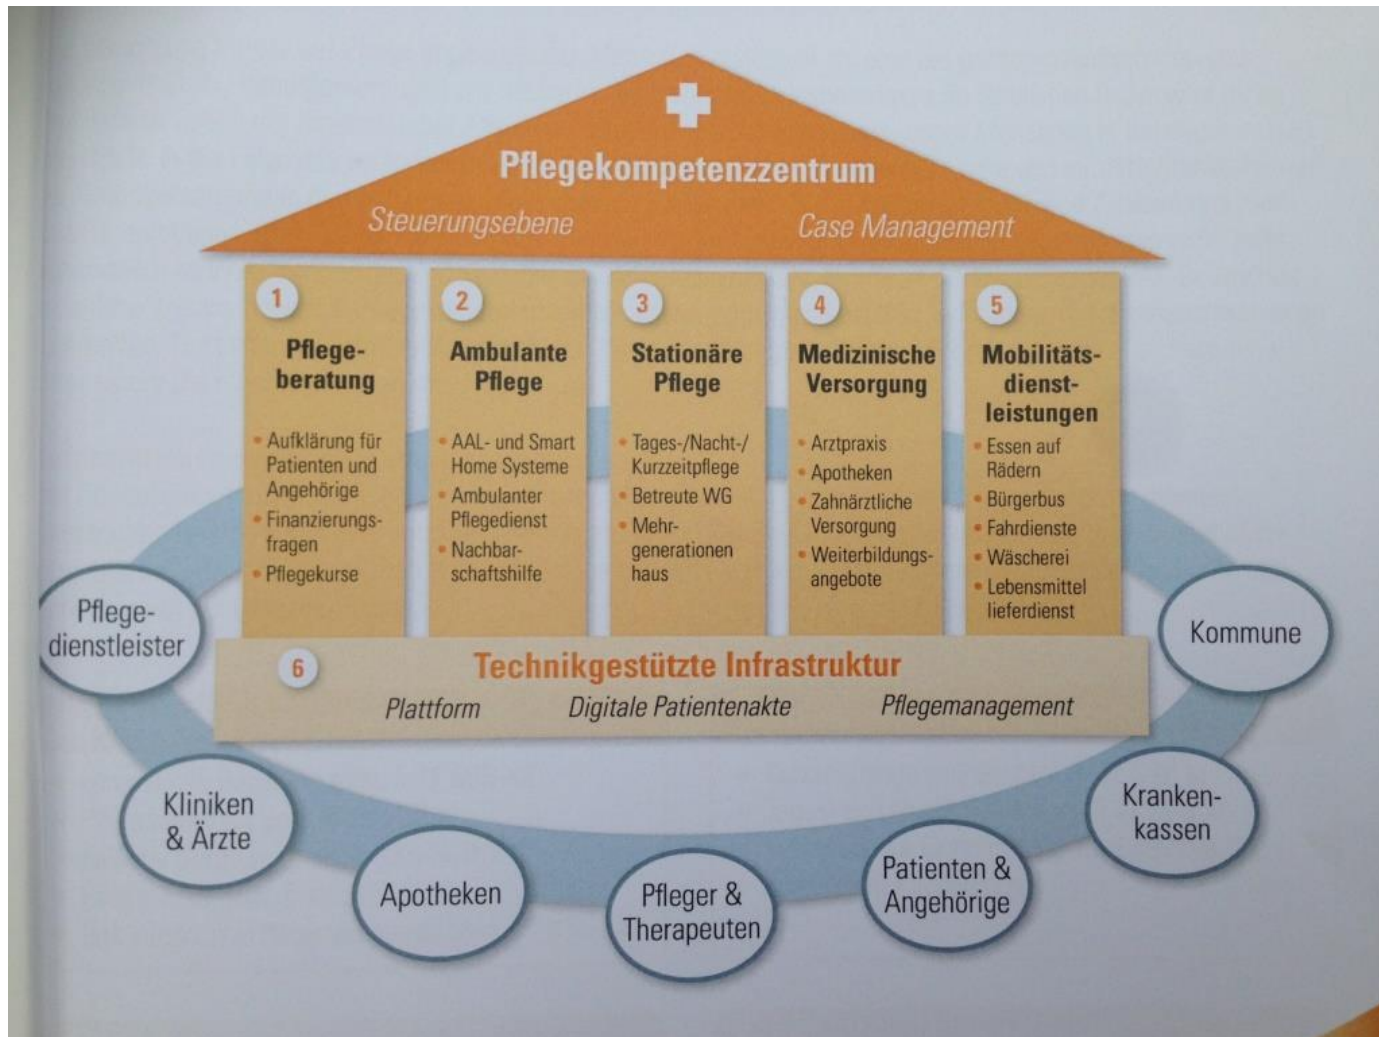 Pflegekompetenzzentrum
Steuerungsebene
Case Management
1
Pflege-
beratung
• Aufklärung für
Patienten und
Angehörige
• Finanzierungs-
fragen
• Pflegekurse
2
Ambulante
Pflege
• AAL- und Smart
Home Systeme
• Ambulanter
Pflegedienst
• Nachbar-
schaftshilfe
3
Stationäre
Pflege
• Tages-/Nacht-/
Kurzzeitpflege
• Betreute WG
• Mehr-
generationen
haus
4
Medizinische
Versorgung
• Arztpraxis
• Apotheken
• Zahnärztliche
Versorgung
• Weiterbildungs-
angebote
5
Mobilitäts-
dienst-
leistungen
• Essen auf
Rädern
• Bürgerbus
• Fahrdienste
• Wäscherei
• Lebensmittel
lieferdienst
6
Technikgestützte Infrastruktur
Plattform
Digitale Patientenakte
Pflegemanagement
Pflege-
dienstleister
Kliniken
& Ärzte
Apotheken
Pfleger &
Therapeuten
Patienten &
Angehörige
Kranken-
kassen
Kommune